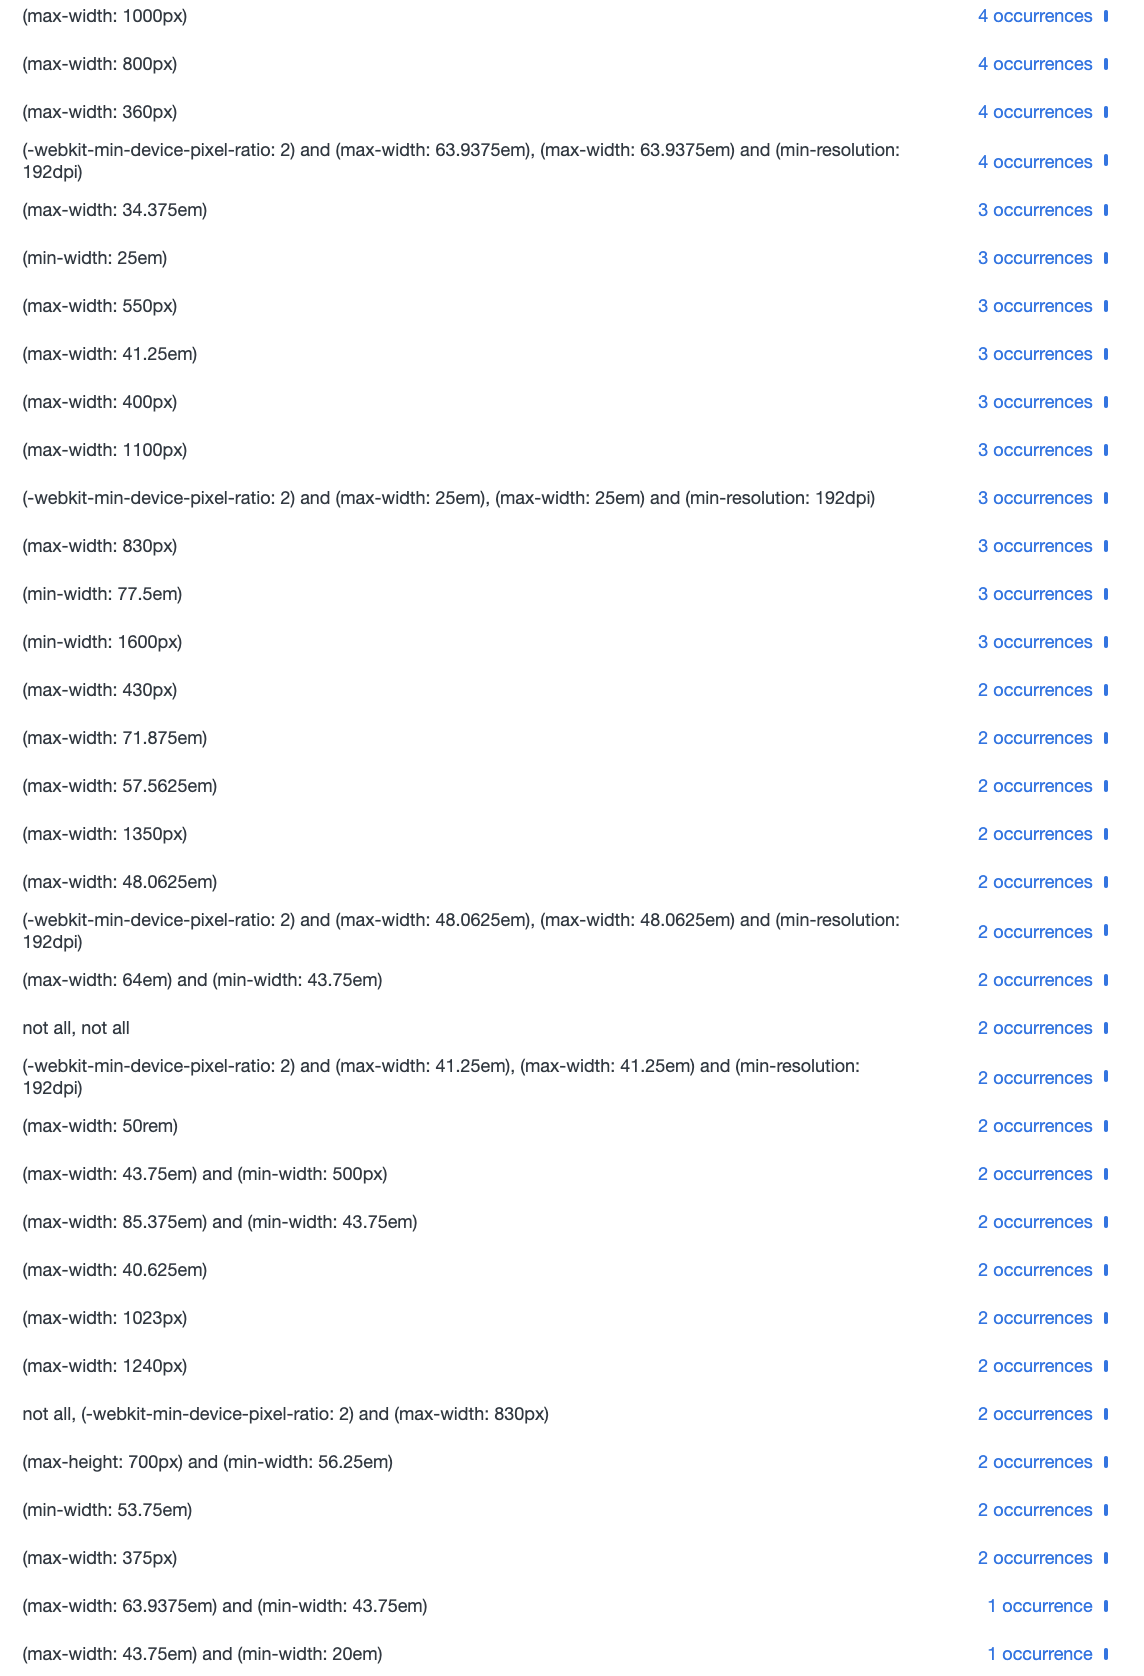 (max-width: 1000px) 4 occurrences
(max-width: 800px) 4 occurrences
(max-width: 360px) 4 occurrences
(-webkit-min-device-pixel-ratio: 2) and (max-width: 63.9375em), (max-width: 63.9375em) and (min-resolution:
192dpi) 4 occurrences
(max-width: 34.375em) 3 occurrences
(min-width: 25em) 3 occurrences
(max-width: 550px) 3 occurrences
(max-width: 41.25em) 3 occurrences
(max-width: 400px) 3 occurrences
(max-width: 1100px) 3 occurrences
(-webkit-min-device-pixel-ratio: 2) and (max-width: 25em), (max-width: 25em) and (min-resolution: 192dpi) 3 occurrences
(max-width: 830px) 3 occurrences
(min-width: 77.5em) 3 occurrences
(min-width: 1600px) 3 occurrences
(max-width: 430px) 2 occurrences
(max-width: 71.875em) 2 occurrences
(max-width: 57.5625em) 2 occurrences
(max-width: 1350px) 2 occurrences
(max-width: 48.0625em) 2 occurrences
(-webkit-min-device-pixel-ratio: 2) and (max-width: 48.0625em), (max-width: 48.0625em) and (min-resolution:
192dpi) 2 occurrences
(max-width: 64em) and (min-width: 43.75em) 2 occurrences
not all, not all 2 occurrences
(-webkit-min-device-pixel-ratio: 2) and (max-width: 41.25em), (max-width: 41.25em) and (min-resolution:
192dpi) 2 occurrences
(max-width: 50rem) 2 occurrences
(max-width: 43.75em) and (min-width: 500px) 2 occurrences
(max-width: 85.375em) and (min-width: 43.75em) 2 occurrences
(max-width: 40.625em) 2 occurrences
(max-width: 1023px) 2 occurrences
(max-width: 1240px) 2 occurrences
not all, (-webkit-min-device-pixel-ratio: 2) and (max-width: 830px) 2 occurrences
(max-height: 700px) and (min-width: 56.25em) 2 occurrences
(min-width: 53.75em) 2 occurrences
(max-width: 375px) 2 occurrences
(max-width: 63.9375em) and (min-width: 43.75em) 1 occurrence
(max-width: 43.75em) and (min-width: 20em) 1 occurrence